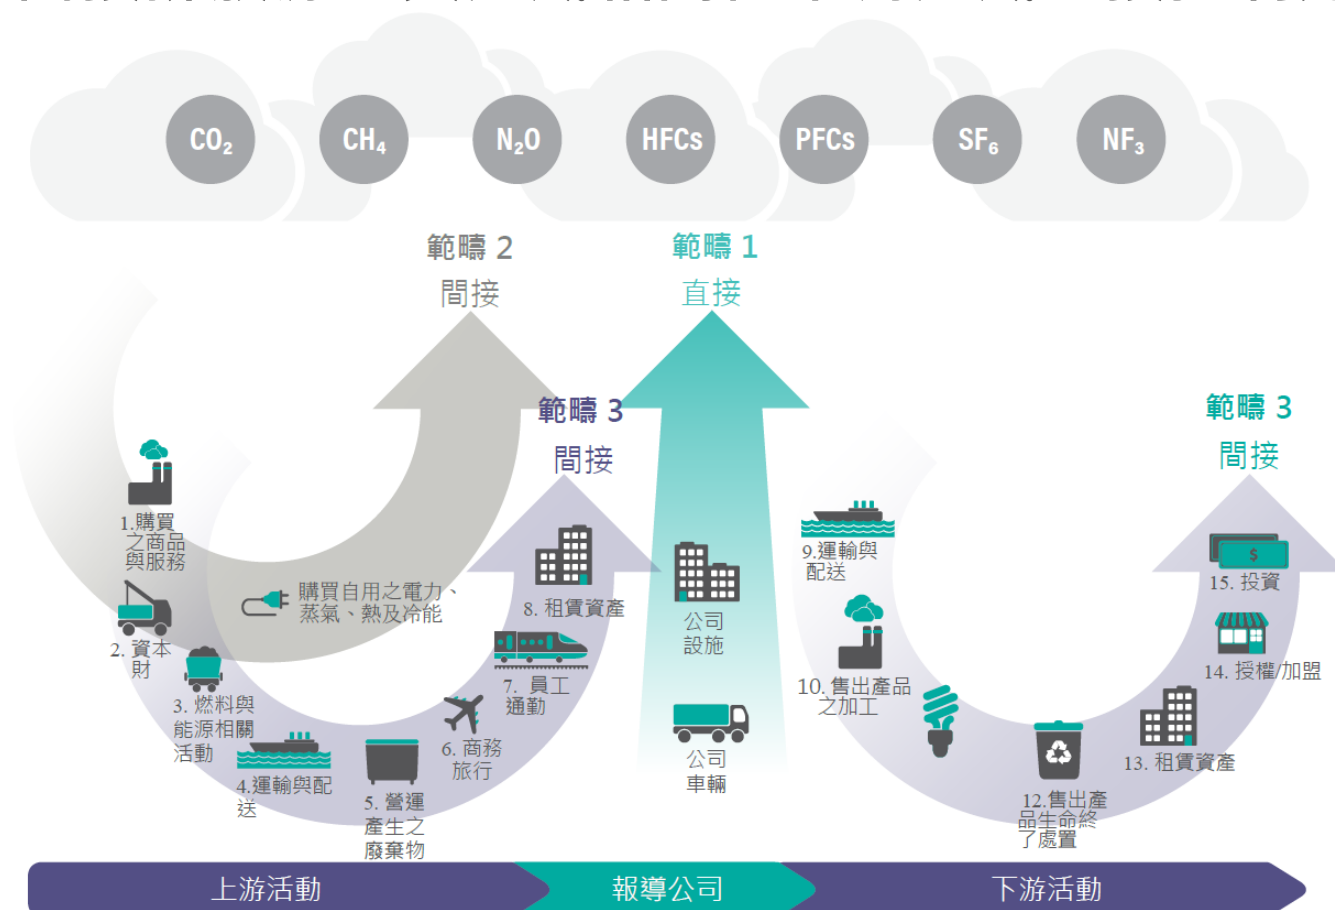 CO₂
CH₄
N₂O
HFCs
PFCs
SF₆
NF₃
範疇 2
間接
範疇 1
直接
範疇 3
間接
範疇 3
間接
1.購買
之商品
與服務
2. 資本
財
3. 燃料與
能源相關
活動
4.運輸與配
送
5. 營運
產生之
廢棄物
6. 商務
旅行
7. 員工
通勤
8. 租賃資產
購買自用之電力、
蒸氣、熱及冷能
公司
設施
公司
車輛
9.運輸與
配送
10. 售出產品
之加工
12.售出產
品生命終
了處置
13. 租賃資產
14. 授權/加盟
15. 投資
$
上游活動
報導公司
下游活動